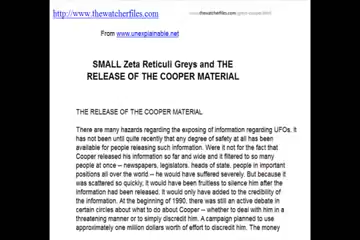 http://www.thewatcherfiles.com
From www.unexplainable.net
SMALL Zeta Reticuli Greys and THE
RELEASE OF THE COOPER MATERIAL
THE RELEASE OF THE COOPER MATERIAL
There are many hazards regarding the exposing of information regarding UFOs. It
has not been until quite recently that any degree of safety at all has been
available for people releasing such information. Were it not for the fact that
Cooper released his information so far and wide and it filtered to so many
people at once -- newspapers, legislators, heads of state, people in important
positions all over the world -- he would have suffered severely. But because it
was scattered so quickly, it would have been fruitless to silence him after the
information had been released. It would only have added to the credibility of
the information. At the beginning of 1990, there was still an active debate in
certain circles about what to do about Cooper -- whether to deal with him in a
threatening manor or to simply discredit him. A campaign planned to use
approximately one million dollars worth of effort to discredit him. The money